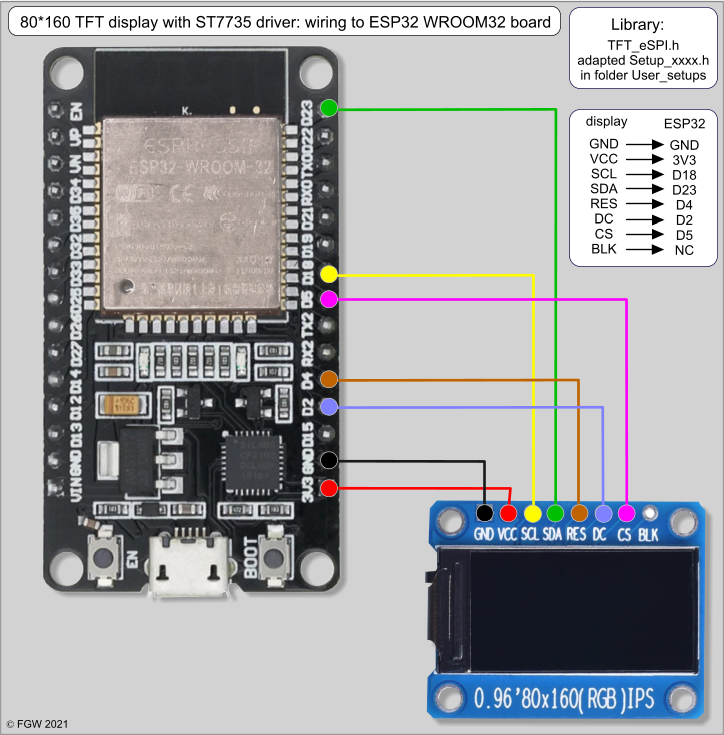 80*160 TFT display with ST7735 driver: wiring to ESP32 WROOM32 board
Library:
TFT_eSPI.h
adapted Setup_xxxx.h
in folder User_setups
display ESP32
GND GND
VCC 3V3
SCL D18
SDA D23
RES D4
DC D2
CS D5
BLK NC
EN
VP
VN
D34
D35
D32
D33
D25
D26
D27
D14
D12
D13
GND
VIN
D23
D22
TX0
RX0
D21
D19
D18
D5
TX2
RX2
D4
D2
D15
GND
3V3
K.
ESP-WROOM-32
CE
EN
BOOT
GND VCC SCL SDA RES DC CS BLK
0.96'80x160(RGB)IPS
© FGW 2021